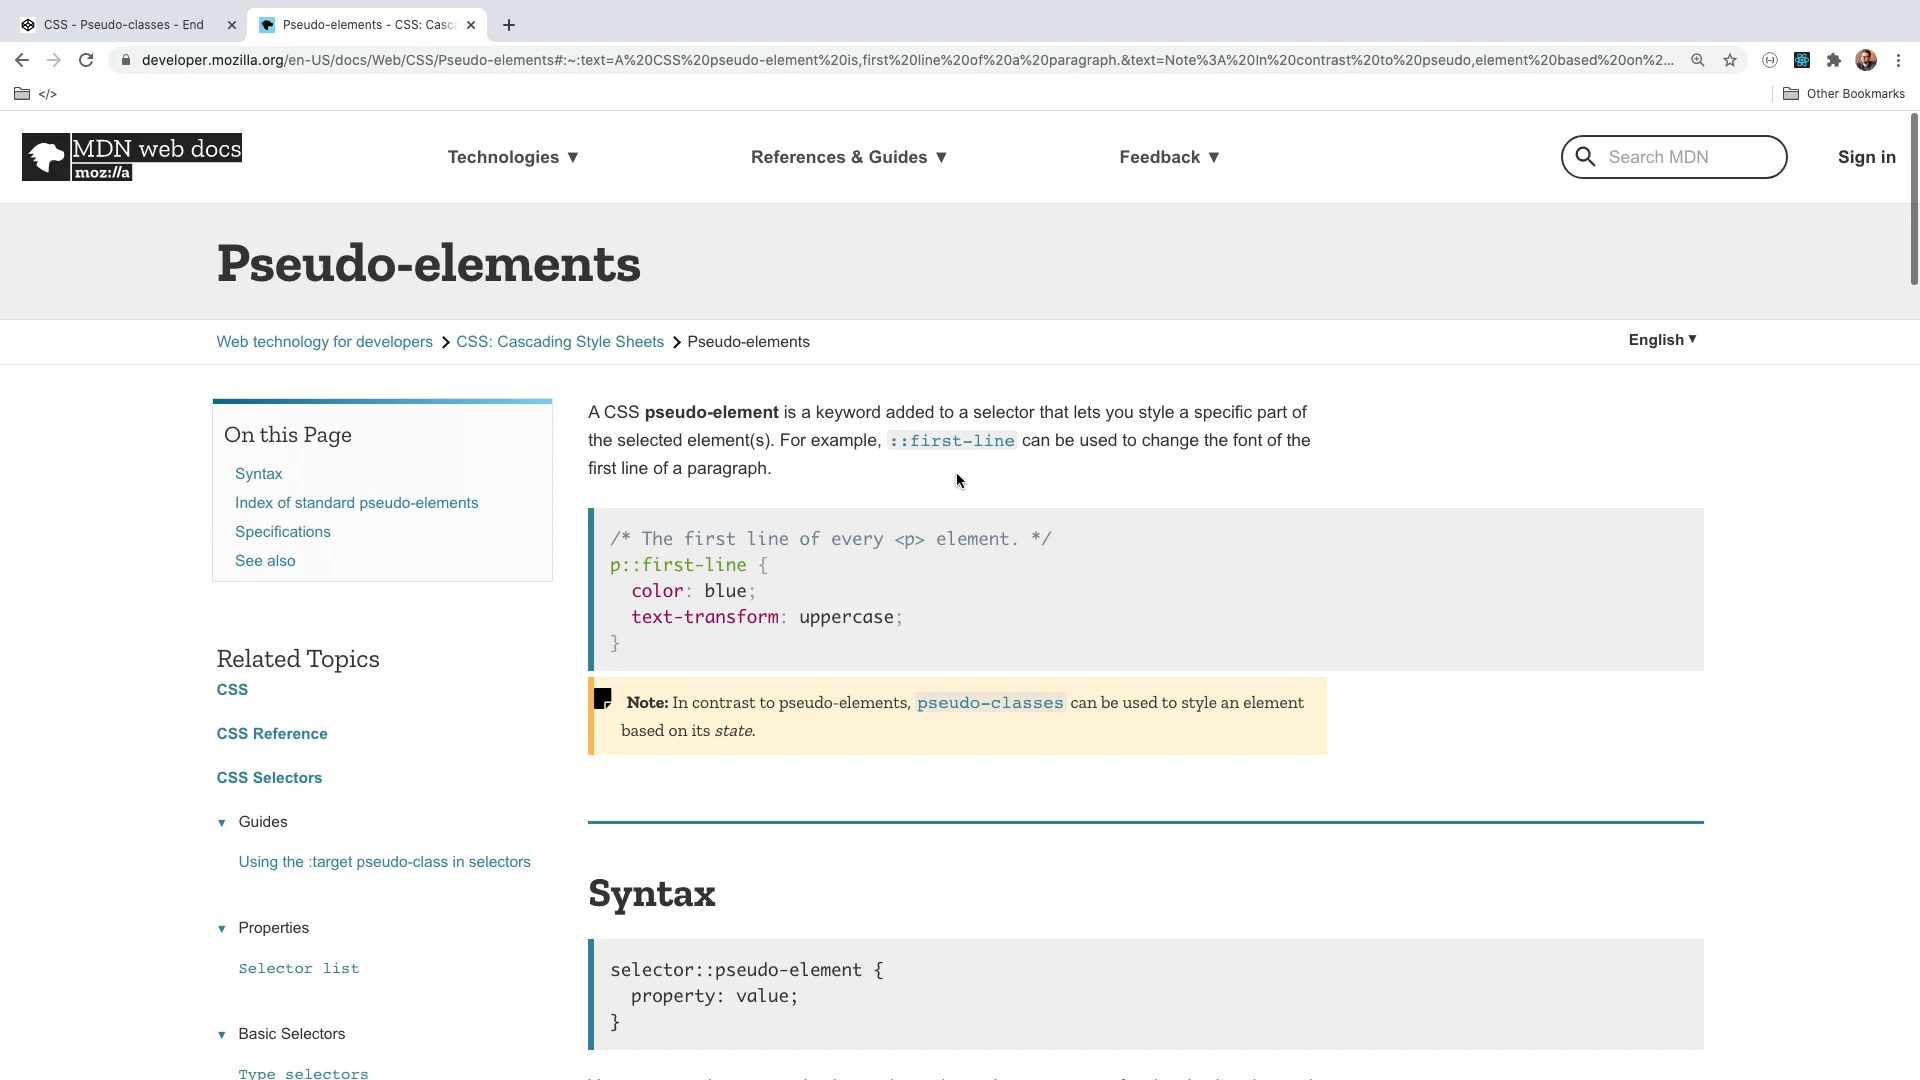 CSS - Pseudo-classes - End
Pseudo-elements - CSS: Casca
developer.mozilla.org/en-US/docs/Web/CSS/Pseudo-elements#:~:text=A%20CSS%20pseudo-element%20is,first%20line%20of%20a%20paragraph.&text=Note%3A%20In%20contrast%20to%20pseudo,element%20based%20on%2...
</>
Other Bookmarks
MDN web docs
moz://a
Technologies ▼
References & Guides ▼
Feedback ▼
Search MDN
Sign in
Pseudo-elements
Web technology for developers > CSS: Cascading Style Sheets > Pseudo-elements
English ▼
On this Page
Syntax
Index of standard pseudo-elements
Specifications
See also
Related Topics
CSS
CSS Reference
CSS Selectors
▼ Guides
Using the :target pseudo-class in selectors
▼ Properties
Selector list
▼ Basic Selectors
Type selectors
A CSS pseudo-element is a keyword added to a selector that lets you style a specific part of
the selected element(s). For example, ::first-line can be used to change the font of the
first line of a paragraph.
/* The first line of every <p> element. */
p::first-line {
color: blue;
text-transform: uppercase;
}
Note: In contrast to pseudo-elements, pseudo-classes can be used to style an element
based on its state.
Syntax
selector::pseudo-element {
property: value;
}